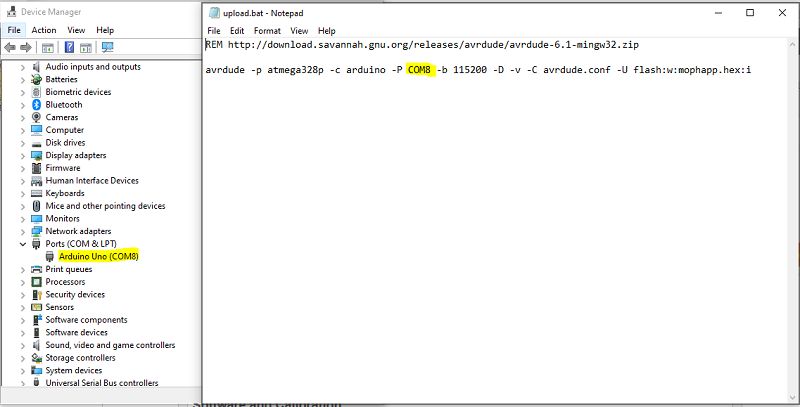 Device Manager
File Action View Help
Audio inputs and outputs
Batteries
Biometric devices
Bluetooth
Cameras
Computer
Disk drives
Display adapters
Firmware
Human Interface Devices
Keyboards
Mice and other pointing devices
Monitors
Network adapters
Ports (COM & LPT)
Arduino Uno (COM8)
Print queues
Processors
Security devices
Sensors
Software components
Software devices
Sound, video and game controllers
Storage controllers
System devices
Universal Serial Bus controllers
upload.bat - Notepad
File Edit Format View Help
REM http://download.savannah.gnu.org/releases/avrdude/avrdude-6.1-mingw32.zip
avrdude -p atmega328p -c arduino -P COM8 -b 115200 -D -v -C avrdude.conf -U flash:w:mophapp.hex:i
Software and Calibration